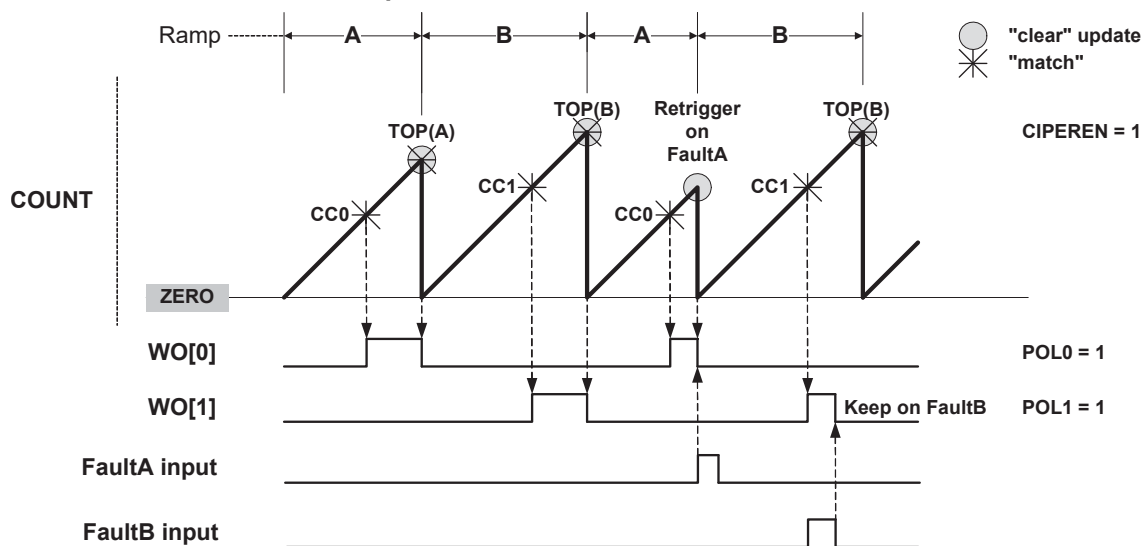 Ramp A B A B "clear" update
"match"
TOP(A) TOP(B) Retrigger
on
FaultA TOP(B) CIPEREN = 1
COUNT CC0 CC1 CC0 CC1
ZERO
WO[0] POL0 = 1
WO[1] Keep on FaultB POL1 = 1
FaultA input
FaultB input